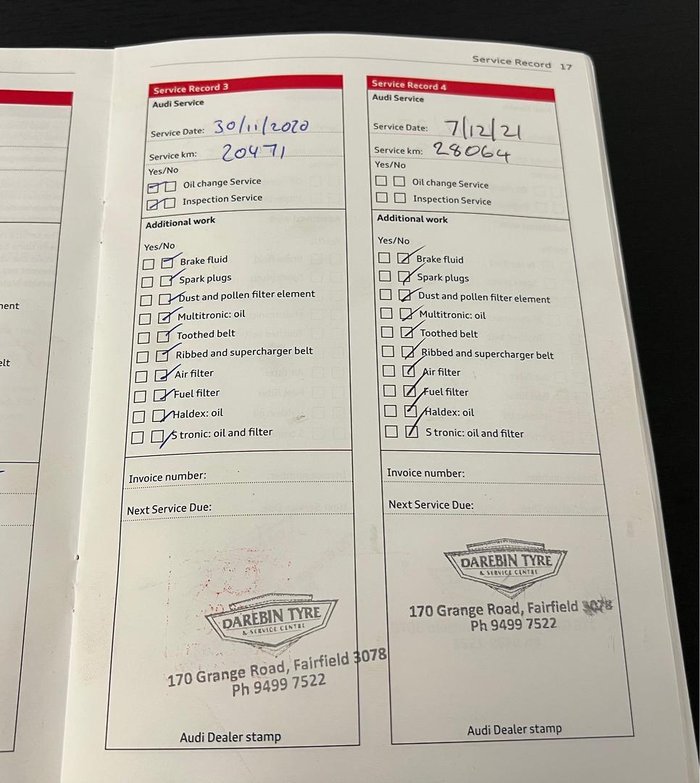 Service Record 17
Service Record 3
Audi Service
Service Date: 30/11/2020
Service km: 20471
Yes/No
Oil change Service
Inspection Service
Additional work
Yes/No
Brake fluid
Spark plugs
Dust and pollen filter element
Multitronic: oil
Toothed belt
Ribbed and supercharger belt
Air filter
Fuel filter
Haldex: oil
S tronic: oil and filter
Invoice number:
Next Service Due:
DAREBIN TYRE
& SERVICE CENTRE
170 Grange Road, Fairfield 3078
Ph 9499 7522
Audi Dealer stamp
Service Record 4
Audi Service
Service Date: 7/12/21
Service km: 28064
Yes/No
Oil change Service
Inspection Service
Additional work
Yes/No
Brake fluid
Spark plugs
Dust and pollen filter element
Multitronic: oil
Toothed belt
Ribbed and supercharger belt
Air filter
Fuel filter
Haldex: oil
S tronic: oil and filter
Invoice number:
Next Service Due:
DAREBIN TYRE
& SERVICE CENTRE
170 Grange Road, Fairfield 3078
Ph 9499 7522
Audi Dealer stamp